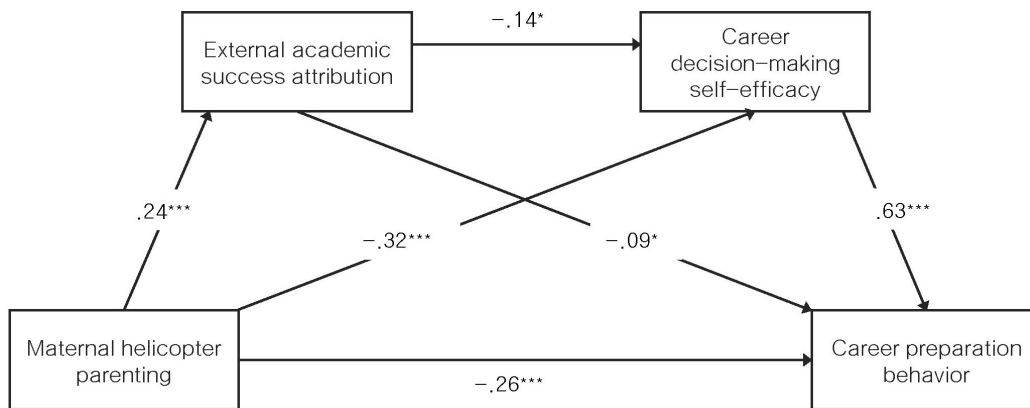 -.14*
External academic
success attribution
Career
decision-making
self-efficacy
.24***
-.32***
-.09*
.63***
Maternal helicopter
parenting
Career preparation
behavior
-.26***